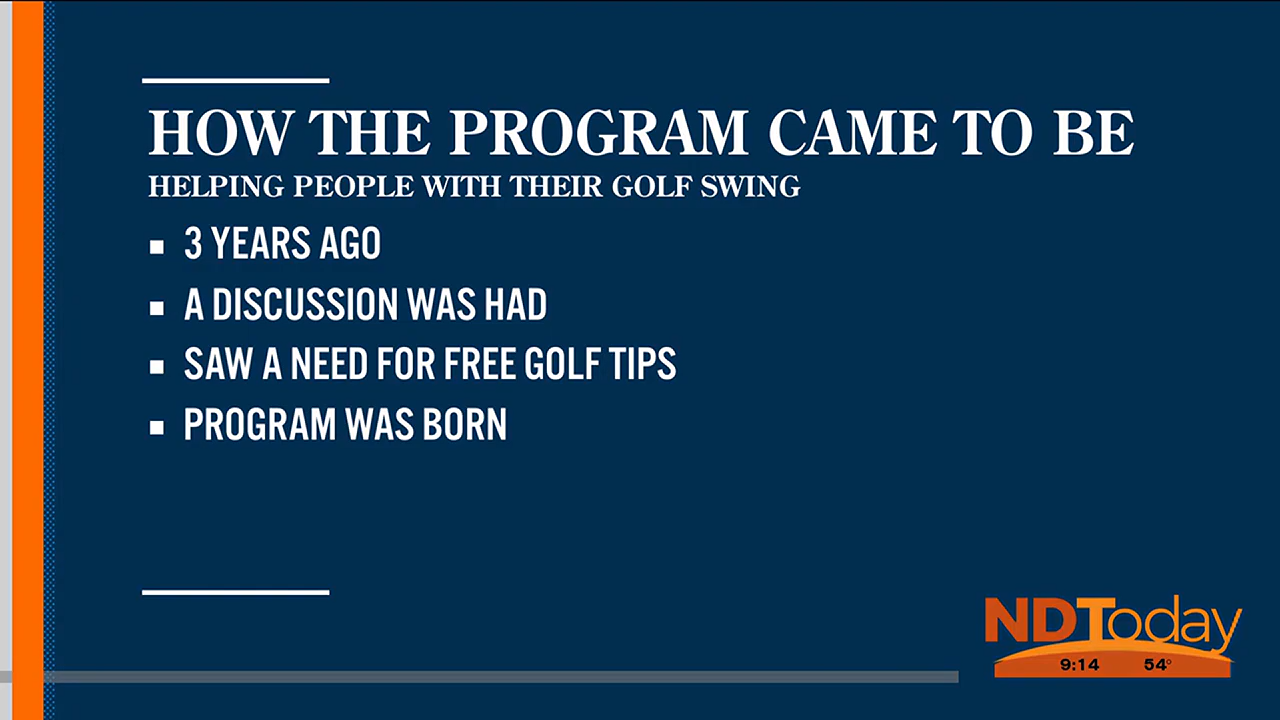 HOW THE PROGRAM CAME TO BE
HELPING PEOPLE WITH THEIR GOLF SWING
▪ 3 YEARS AGO
▪ A DISCUSSION WAS HAD
▪ SAW A NEED FOR FREE GOLF TIPS
▪ PROGRAM WAS BORN
NDToday
9:14 54°